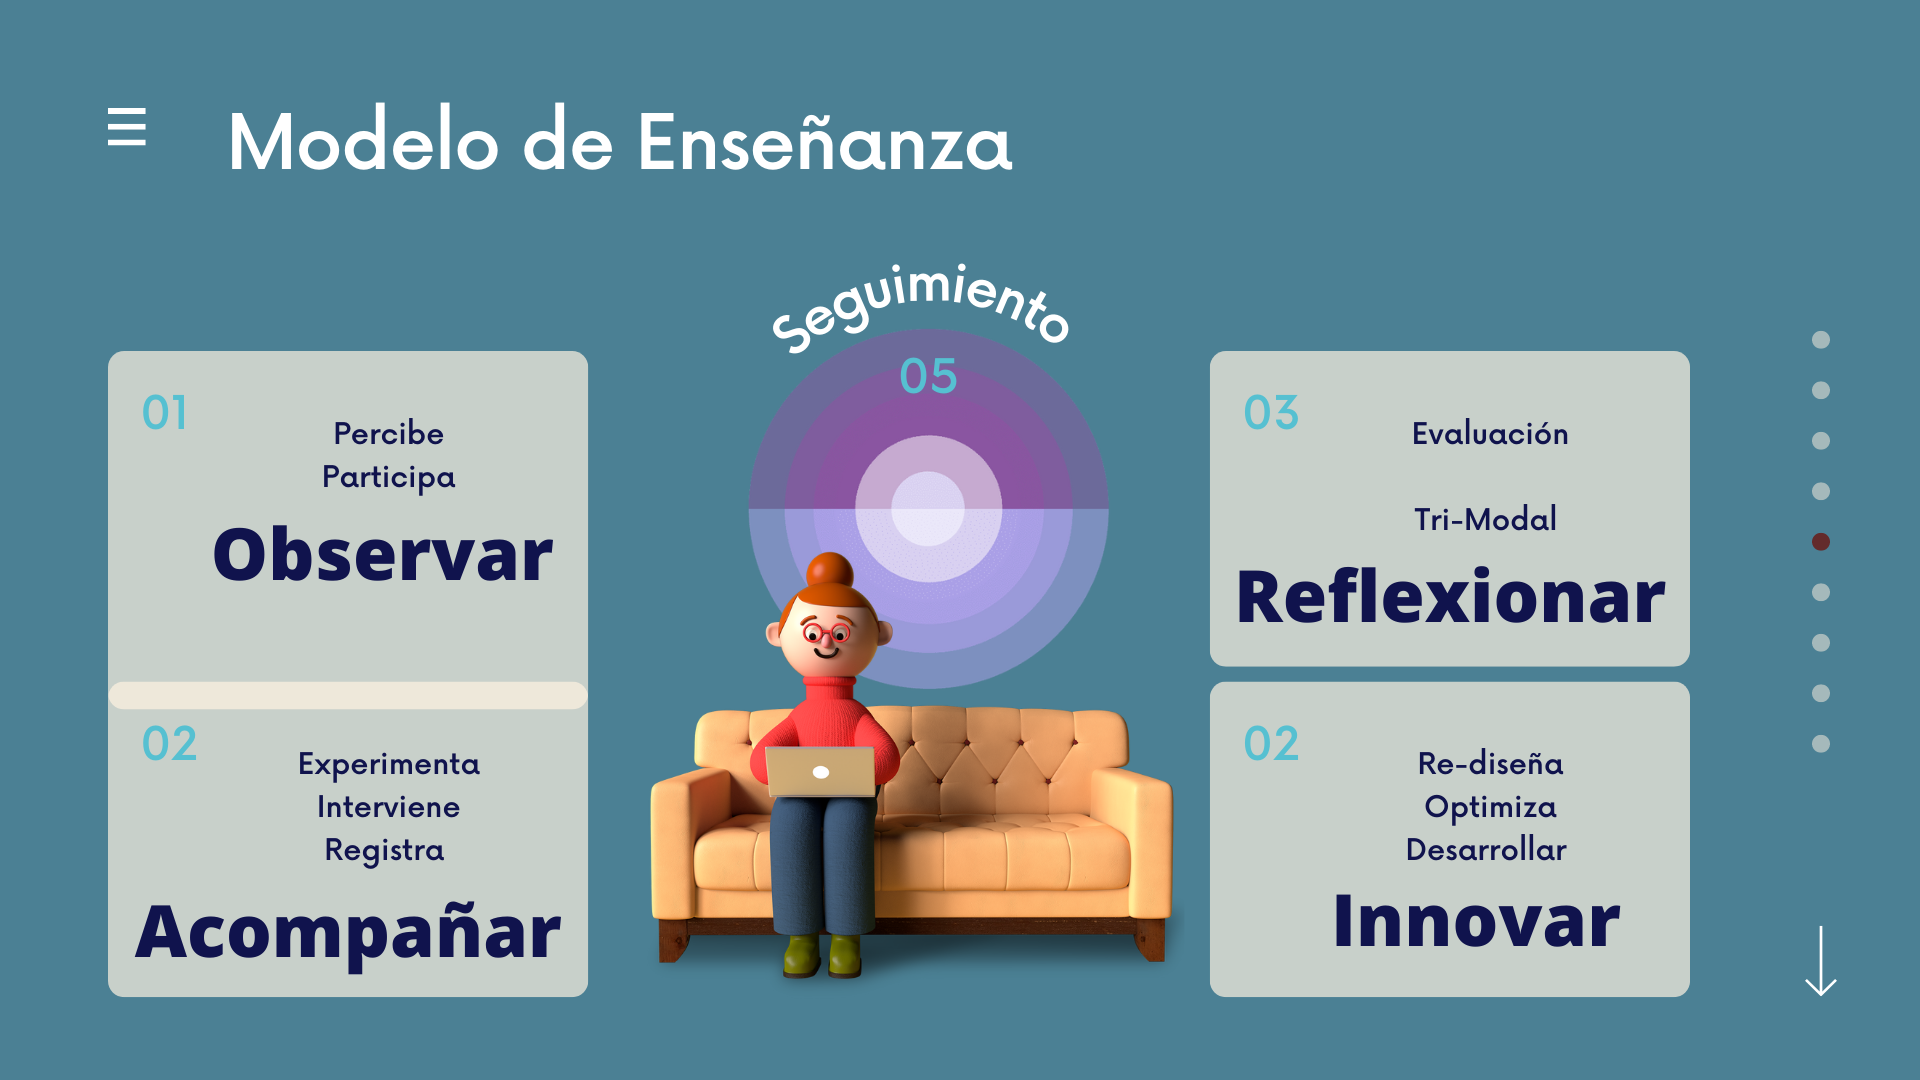 Modelo de Enseñanza
01
Percibe
Participa
Observar
02
Experimenta
Interviene
Registra
Acompañar
Seguimiento
05
03
Evaluación
Tri-Modal
Reflexionar
02
Re-diseña
Optimiza
Desarrollar
Innovar